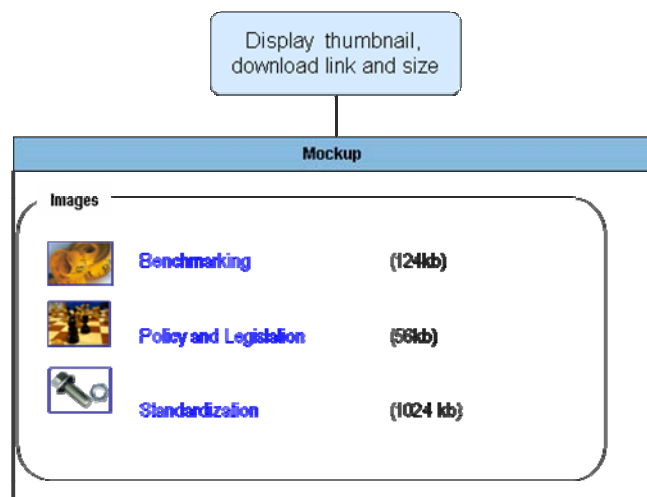 Display thumbnail,
download link and size
Mockup
Images
Benchmarking (124kb)
Policy and Legislation (56kb)
Standardization (1024 kb)